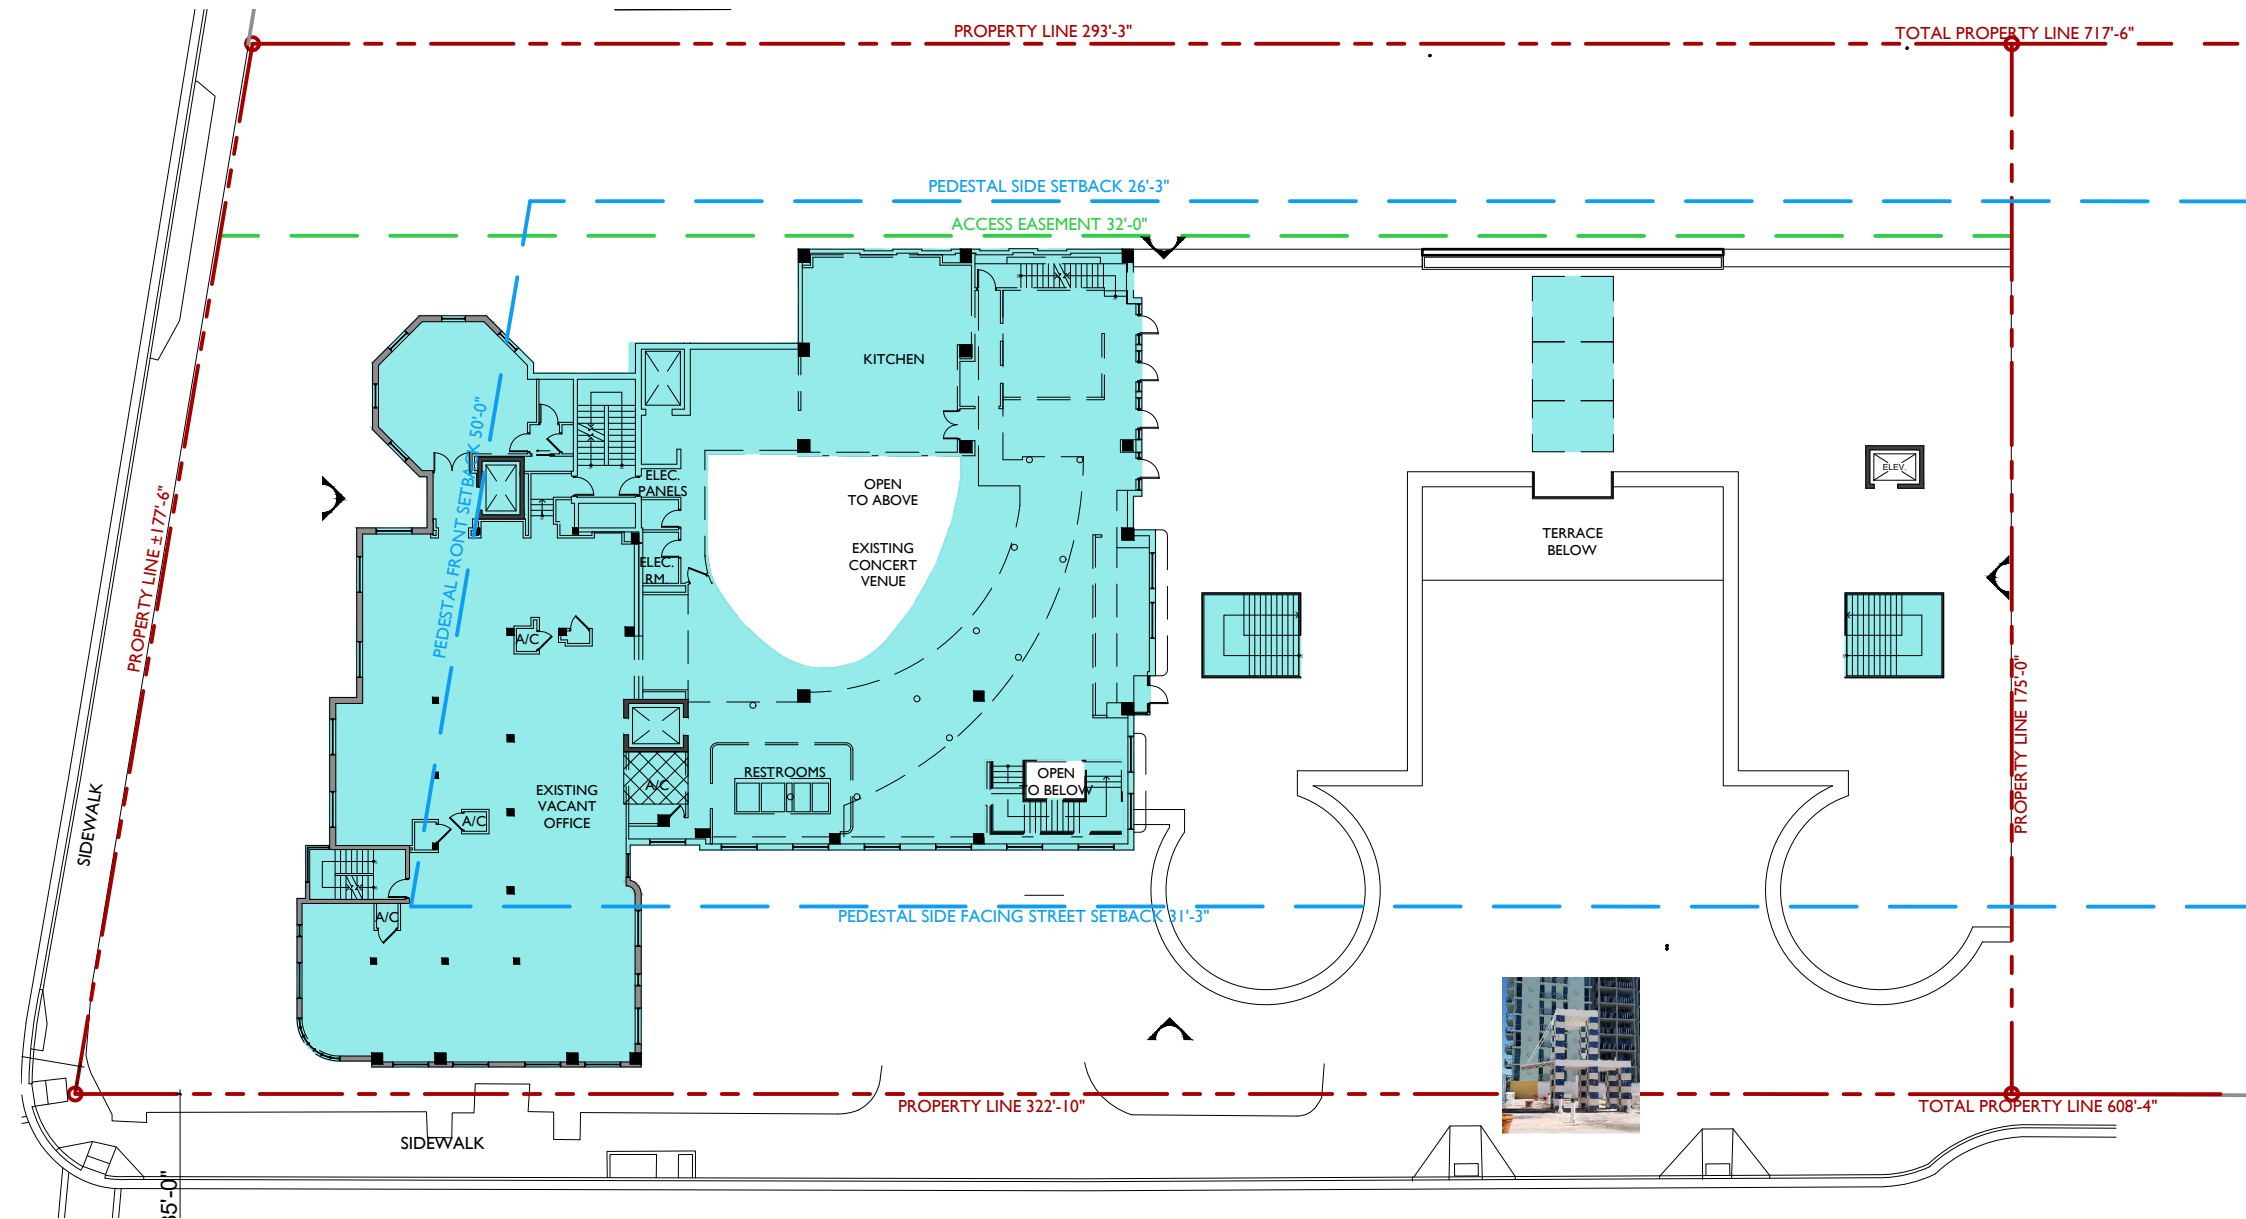 PROPERTY LINE 293'-3"
TOTAL PROPERTY LINE 717'-6"
PEDESTAL SIDE SETBACK 26'-3"
ACCESS EASEMENT 32'-0"
KITCHEN
PEDESTAL FRONT SETBACK 50'-0"
ELEC.
PANELS
OPEN
TO ABOVE
EXISTING
CONCERT
VENUE
ELEV.
TERRACE
BELOW
PROPERTY LINE ±177'-6"
ELEC.
RM.
A/C
PROPERTY LINE 175'-0"
RESTROOMS
OPEN
TO BELOW
A/C
EXISTING
VACANT
OFFICE
A/C
SIDEWALK
A/C
PEDESTAL SIDE FACING STREET SETBACK 31'-3"
PROPERTY LINE 322'-10"
TOTAL PROPERTY LINE 608'-4"
SIDEWALK
35'-0"